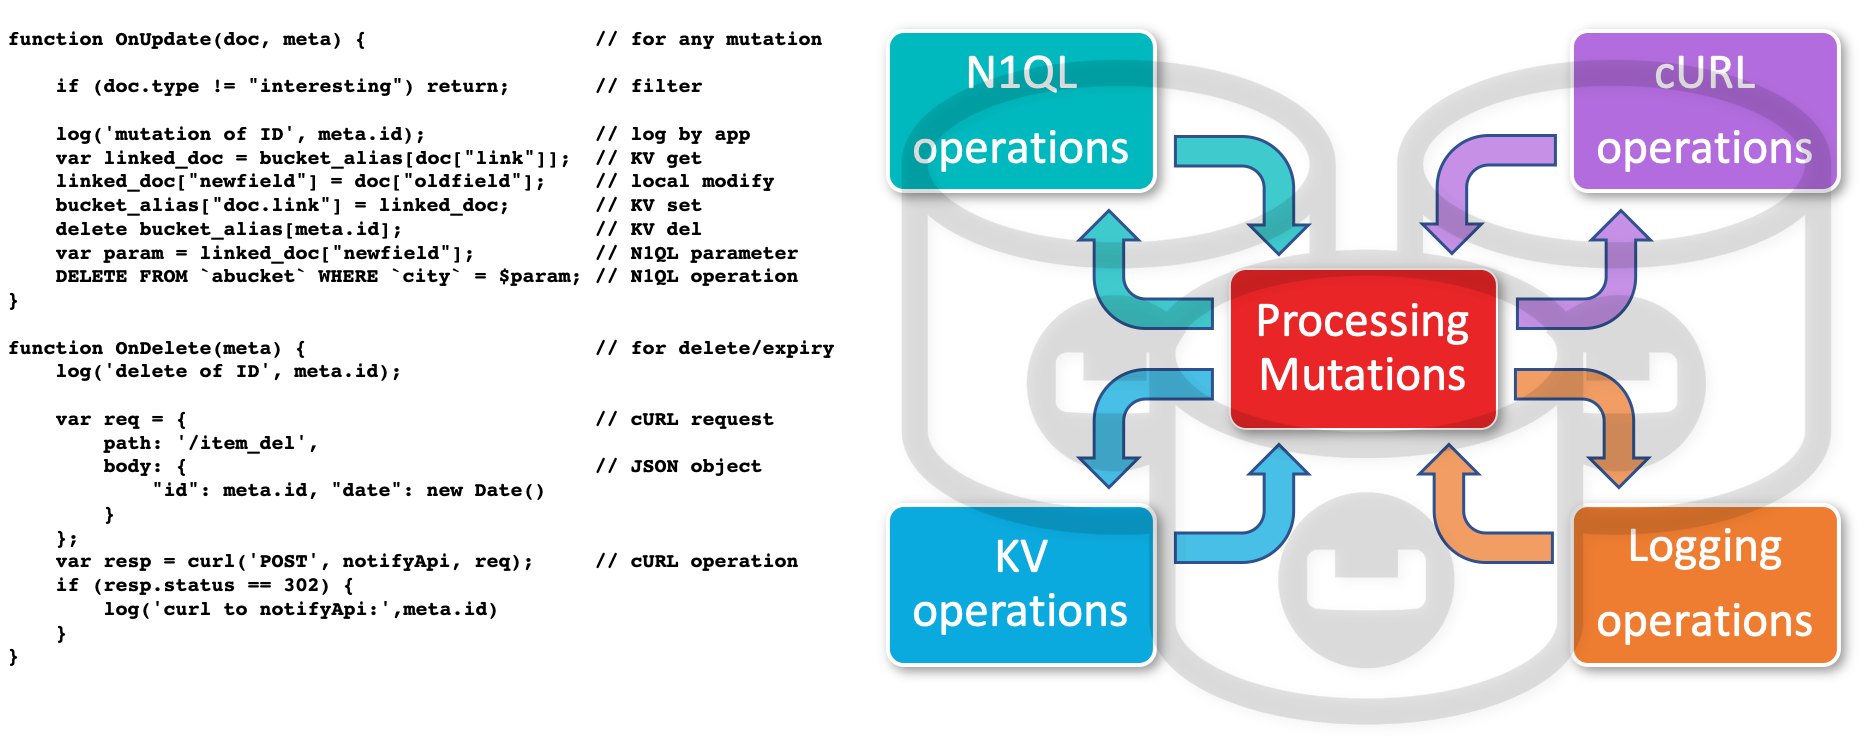 function OnUpdate(doc, meta) {                    // for any mutation
    if (doc.type != "interesting") return;        // filter
    log('mutation of ID', meta.id);               // log by app
    var linked_doc = bucket_alias[doc["link"]];   // KV get
    linked_doc["newfield"] = doc["oldfield"];     // local modify
    bucket_alias["doc.link"] = linked_doc;        // KV set
    delete bucket_alias[meta.id];                 // KV del
    var param = linked_doc["newfield"];           // N1QL parameter
    DELETE FROM `abucket` WHERE `city` = $param;  // N1QL operation
}
function OnDelete(meta) {                         // for delete/expiry
    log('delete of ID', meta.id);
    var req = {                                   // cURL request
        path: '/item_del',
        body: {                                   // JSON object
            "id": meta.id, "date": new Date()
        }
    };
    var resp = curl('POST', notifyApi, req);      // cURL operation
    if (resp.status == 302) {
        log('curl to notifyApi:',meta.id)
    }
}
N1QL
operations
cURL
operations
Processing
Mutations
KV
operations
Logging
operations